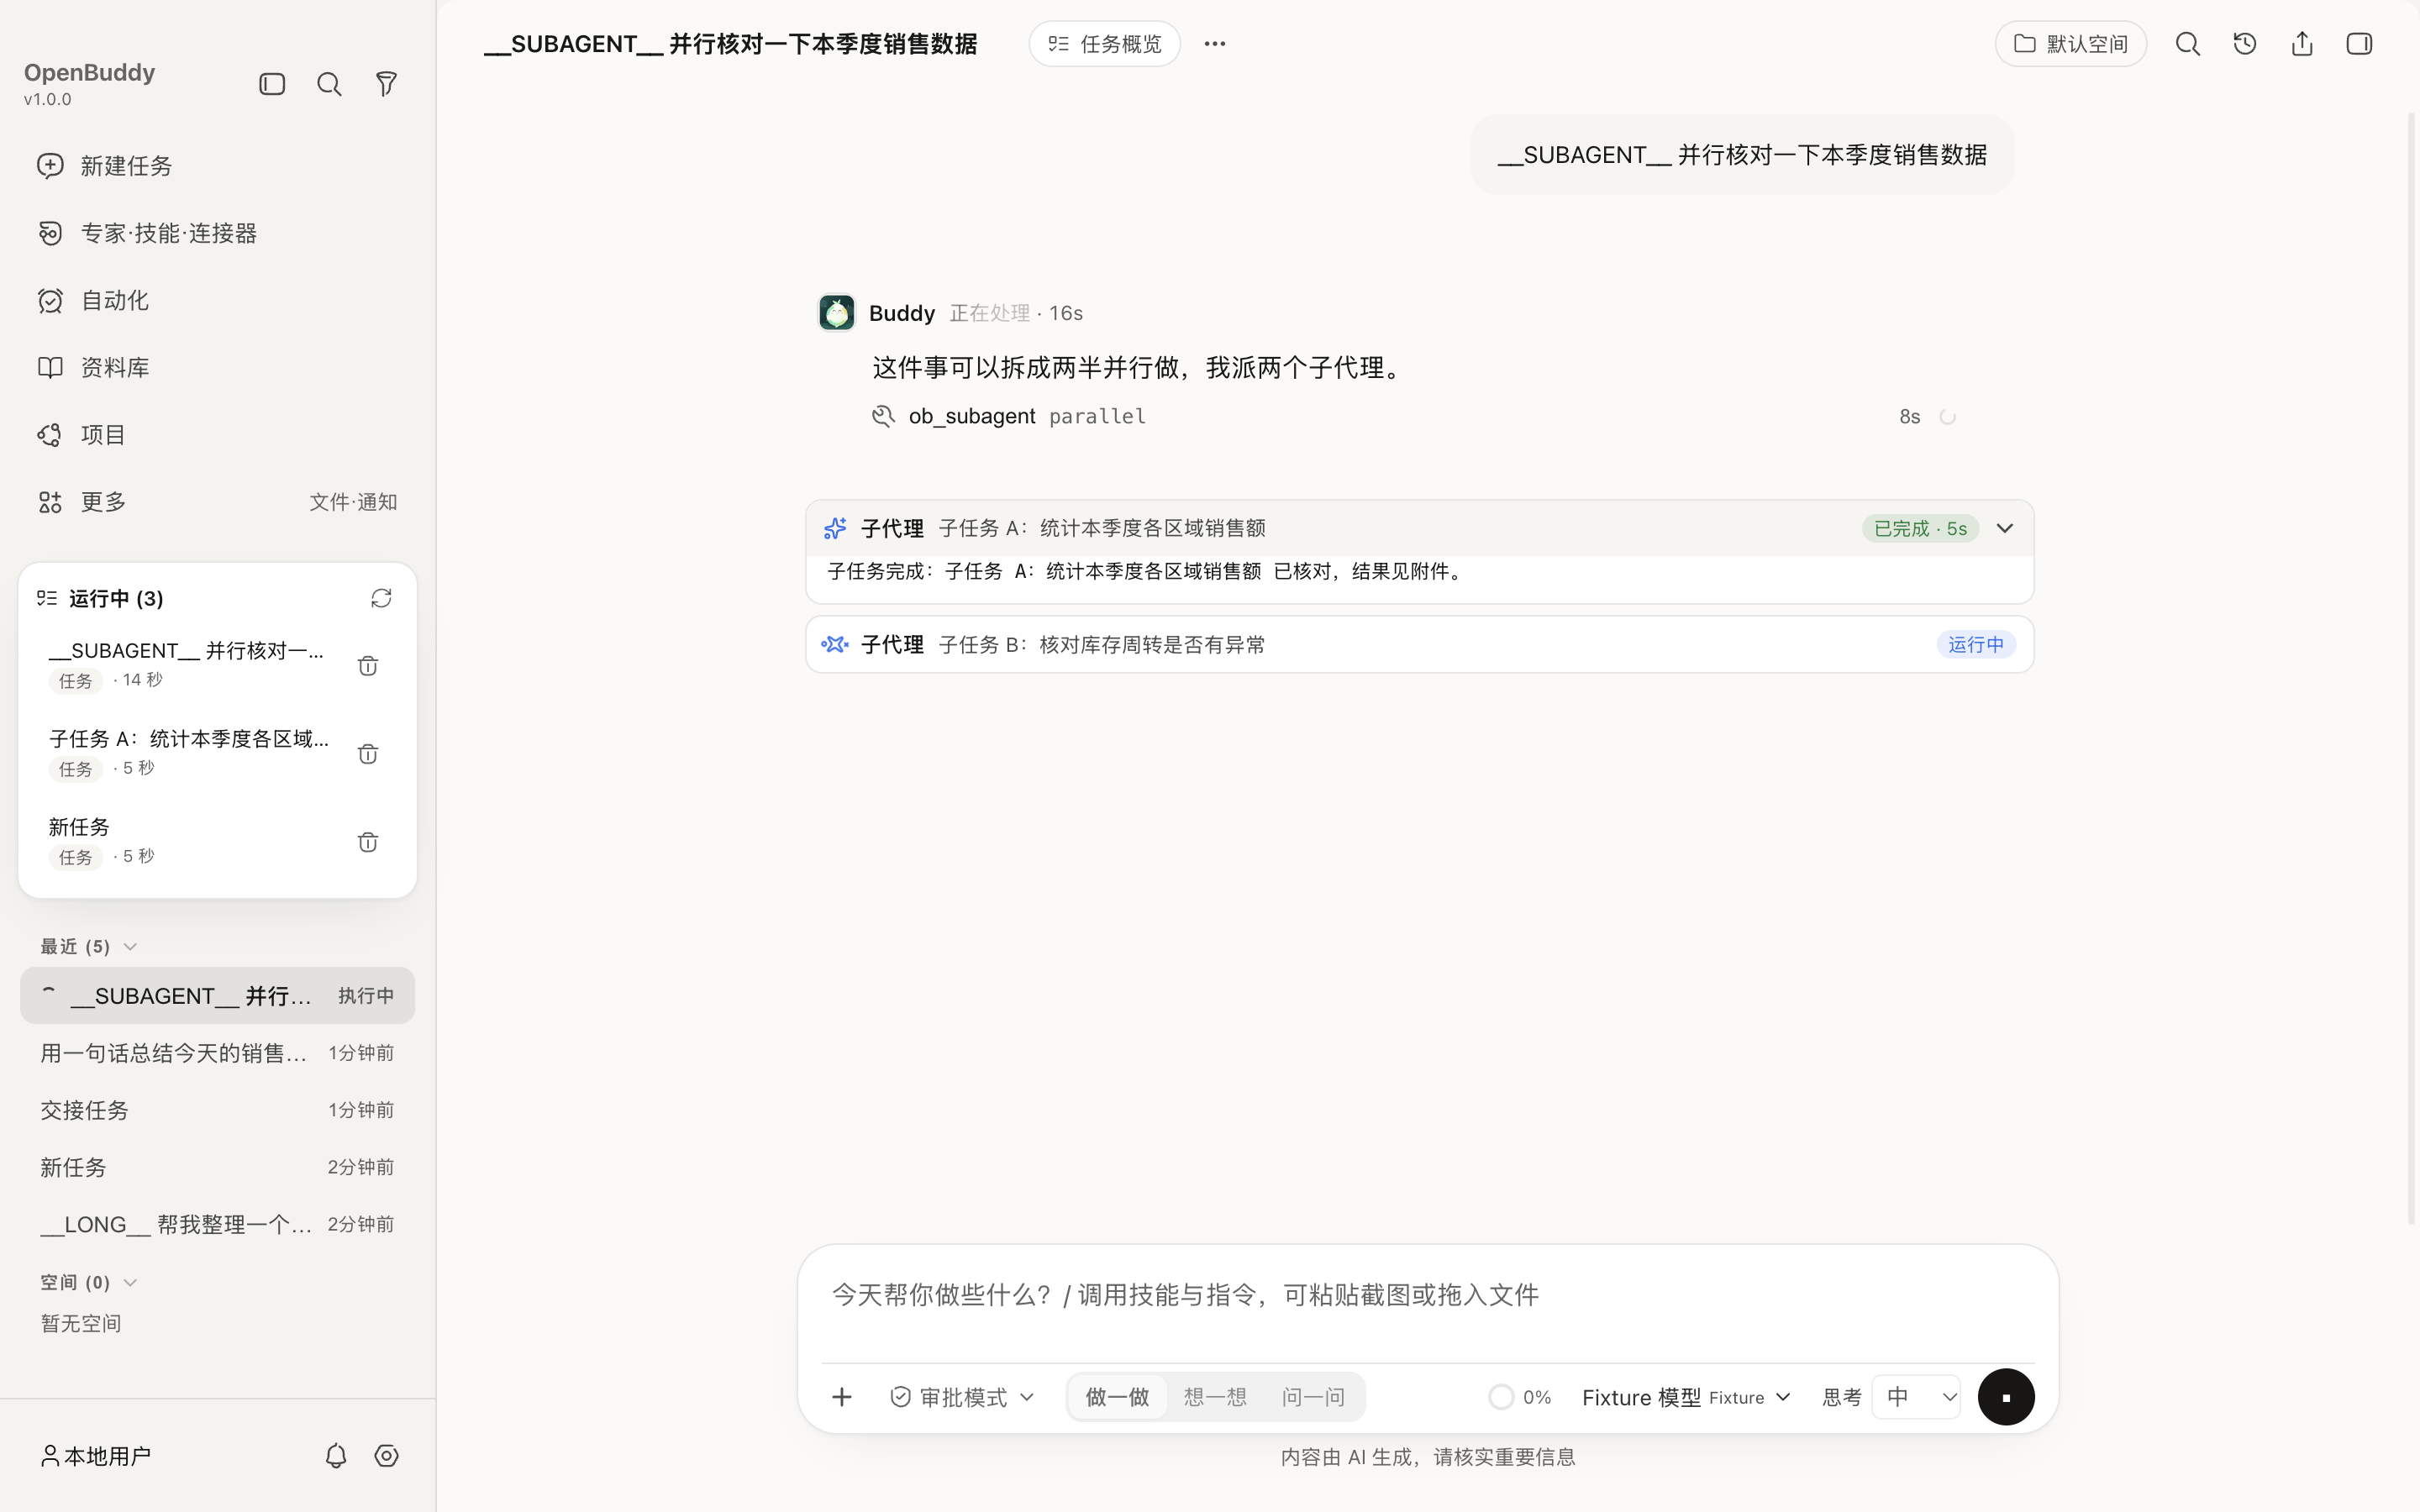 OpenBuddy
v1.0.0
新建任务
专家·技能·连接器
自动化
资料库
项目
更多 文件·通知
运行中 (3)
__SUBAGENT__ 并行核对一...
任务 · 14 秒
子任务 A：统计本季度各区域...
任务 · 5 秒
新任务
任务 · 5 秒
最近 (5)
__SUBAGENT__ 并行... 执行中
用一句话总结今天的销售... 1分钟前
交接任务 1分钟前
新任务 2分钟前
__LONG__ 帮我整理一个... 2分钟前
空间 (0)
暂无空间
本地用户
__SUBAGENT__ 并行核对一下本季度销售数据 任务概览 默认空间
__SUBAGENT__ 并行核对一下本季度销售数据
Buddy 正在处理 · 16s
这件事可以拆成两半并行做，我派两个子代理。
ob_subagent parallel 8s
子代理 子任务 A：统计本季度各区域销售额 已完成 · 5s
子任务完成：子任务 A：统计本季度各区域销售额 已核对，结果见附件。
子代理 子任务 B：核对库存周转是否有异常 运行中
今天帮你做些什么？/ 调用技能与指令，可粘贴截图或拖入文件
审批模式 做一做 想一想 问一问 0% Fixture 模型 Fixture 思考 中
内容由 AI 生成，请核实重要信息